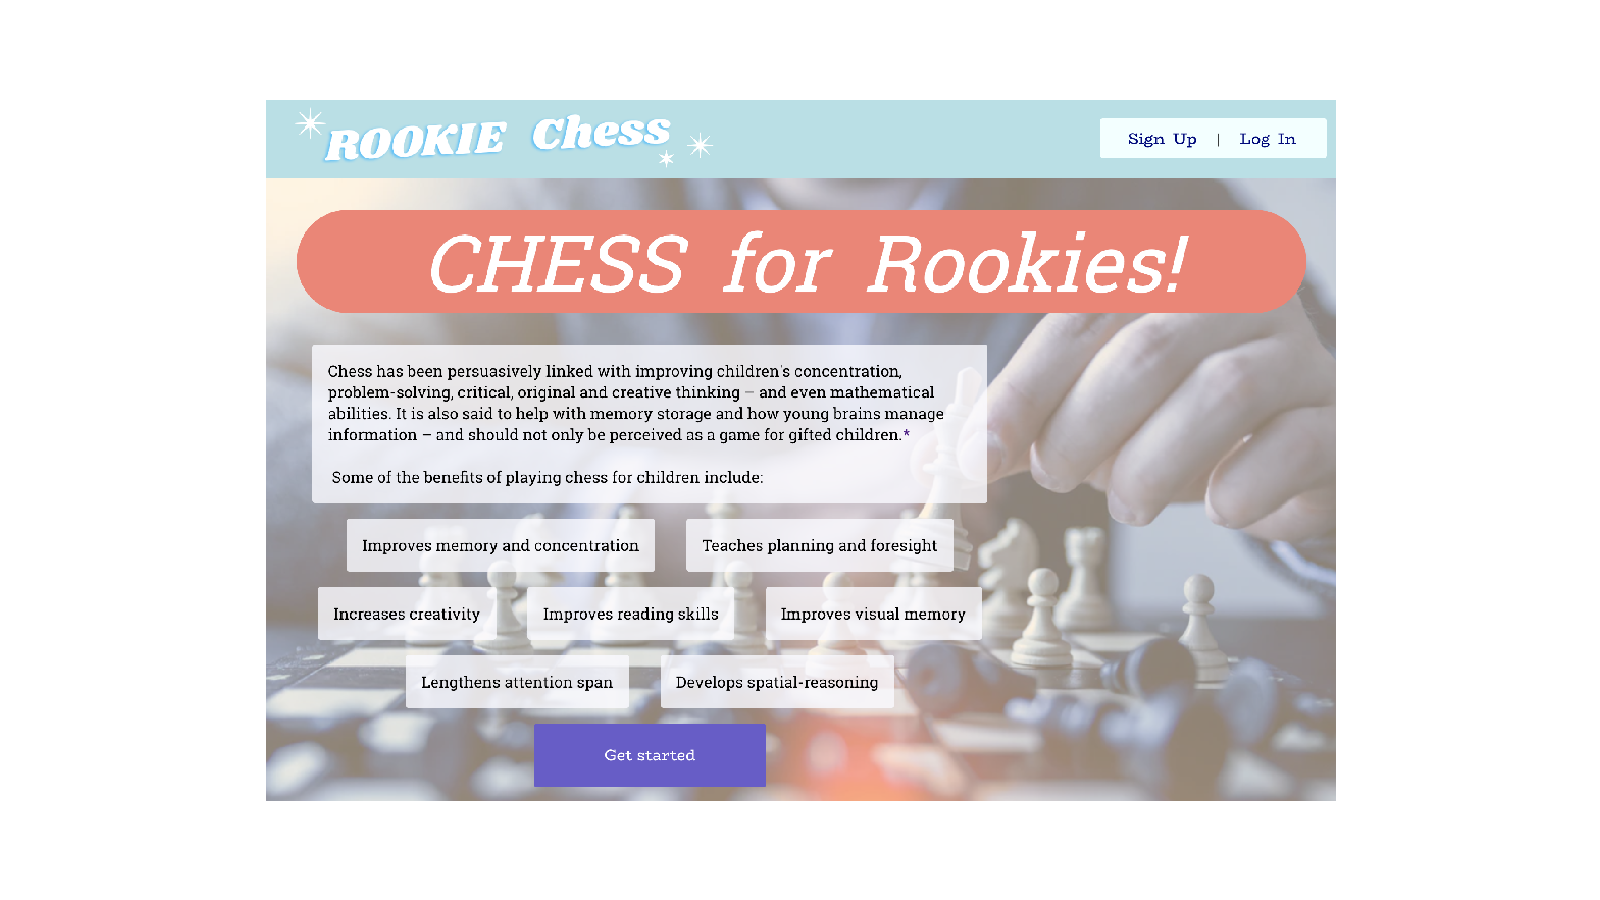 ROOKIE Chess
Sign Up | Log In
CHESS for Rookies!
Chess has been persuasively linked with improving children's concentration,
problem-solving, critical, original and creative thinking – and even mathematical
abilities. It is also said to help with memory storage and how young brains manage
information – and should not only be perceived as a game for gifted children.*
Some of the benefits of playing chess for children include:
Improves memory and concentration
Teaches planning and foresight
Increases creativity
Improves reading skills
Improves visual memory
Lengthens attention span
Develops spatial-reasoning
Get started